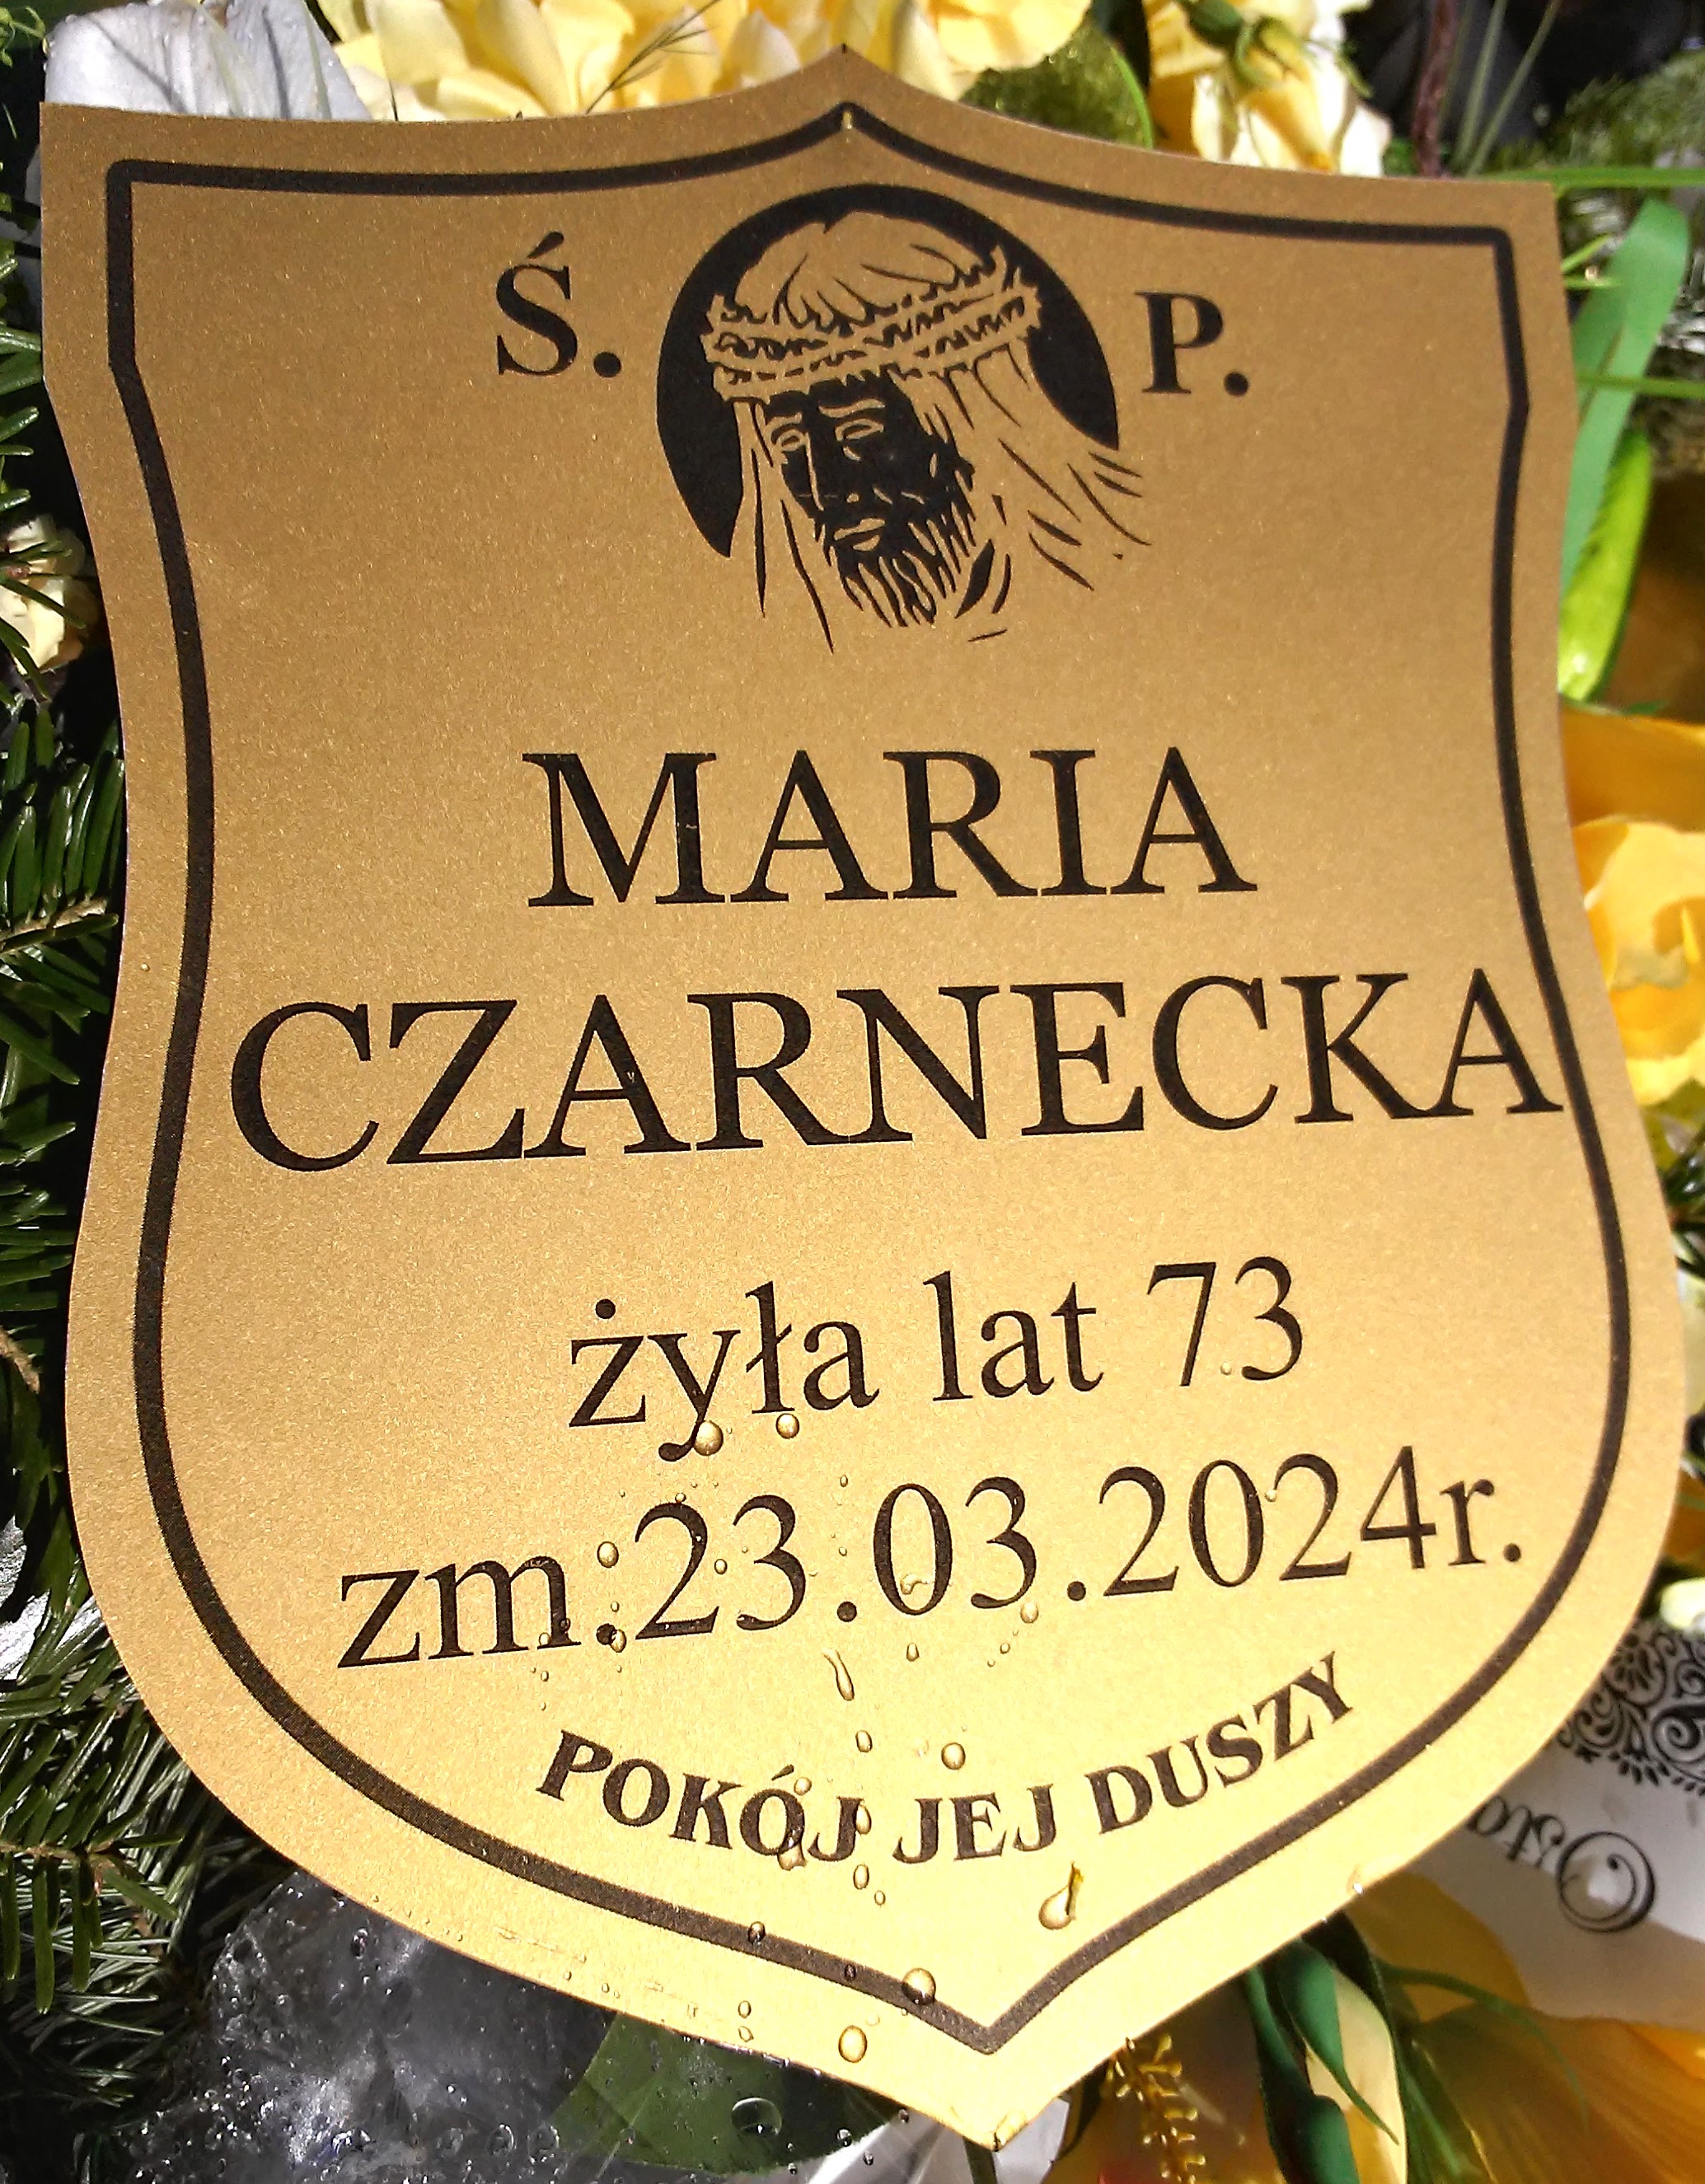 Ś. P.
MARIA
CZARNECKA
żyła lat 73
zm.23.03.2024r.
POKÓJ JEJ DUSZY